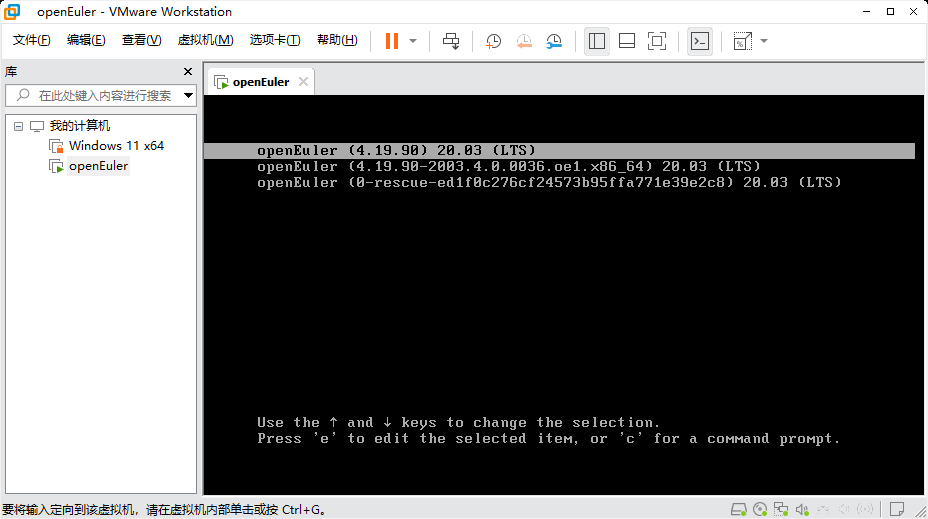 openEuler - VMware Workstation
文件(F) 编辑(E) 查看(V) 虚拟机(M) 选项卡(T) 帮助(H)
库
在此处键入内容进行搜索
我的计算机
Windows 11 x64
openEuler
openEuler
openEuler (4.19.90) 20.03 (LTS)
openEuler (4.19.90-2003.4.0.0036.oe1.x86_64) 20.03 (LTS)
openEuler (0-rescue-ed1f0c276cf24573b95ffa771e39e2c8) 20.03 (LTS)
Use the ↑ and ↓ keys to change the selection.
Press 'e' to edit the selected item, or 'c' for a command prompt.
要将输入定向到该虚拟机，请在虚拟机内部单击或按 Ctrl+G。